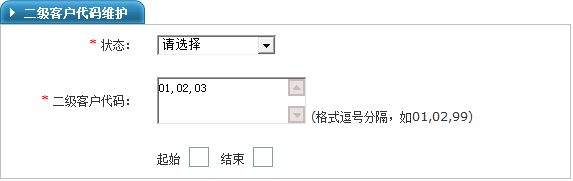 二级客户代码维护
* 状态： 请选择
* 二级客户代码： 01,02,03
(格式逗号分隔，如01,02,99)
起始 结束